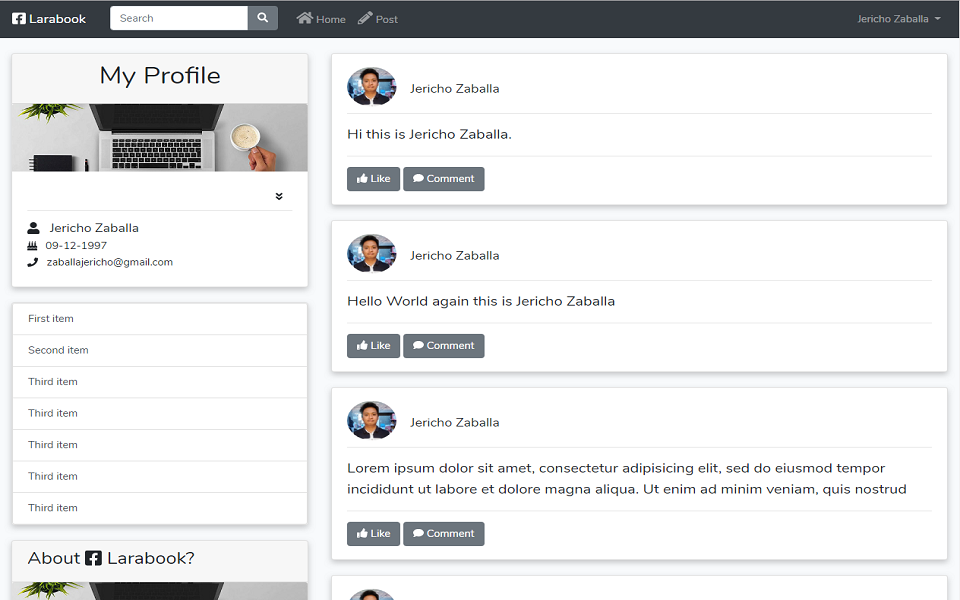 Larabook Search Home Post Jericho Zaballa
My Profile
Jericho Zaballa
09-12-1997
zaballajericho@gmail.com
First item
Second item
Third item
Third item
Third item
Third item
Third item
About Larabook?
Jericho Zaballa
Hi this is Jericho Zaballa.
Like Comment
Jericho Zaballa
Hello World again this is Jericho Zaballa
Like Comment
Jericho Zaballa
Lorem ipsum dolor sit amet, consectetur adipisicing elit, sed do eiusmod tempor
incididunt ut labore et dolore magna aliqua. Ut enim ad minim veniam, quis nostrud
Like Comment